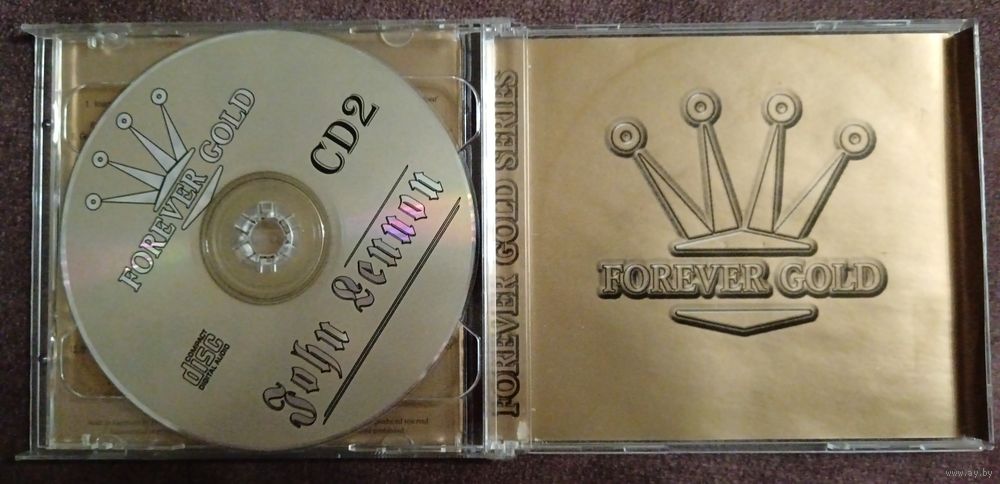 FOREVER GOLD
CD2
John Lennon
COMPACT
disc
DIGITAL AUDIO
FOREVER GOLD SERIES
FOREVER GOLD
www.ay.by